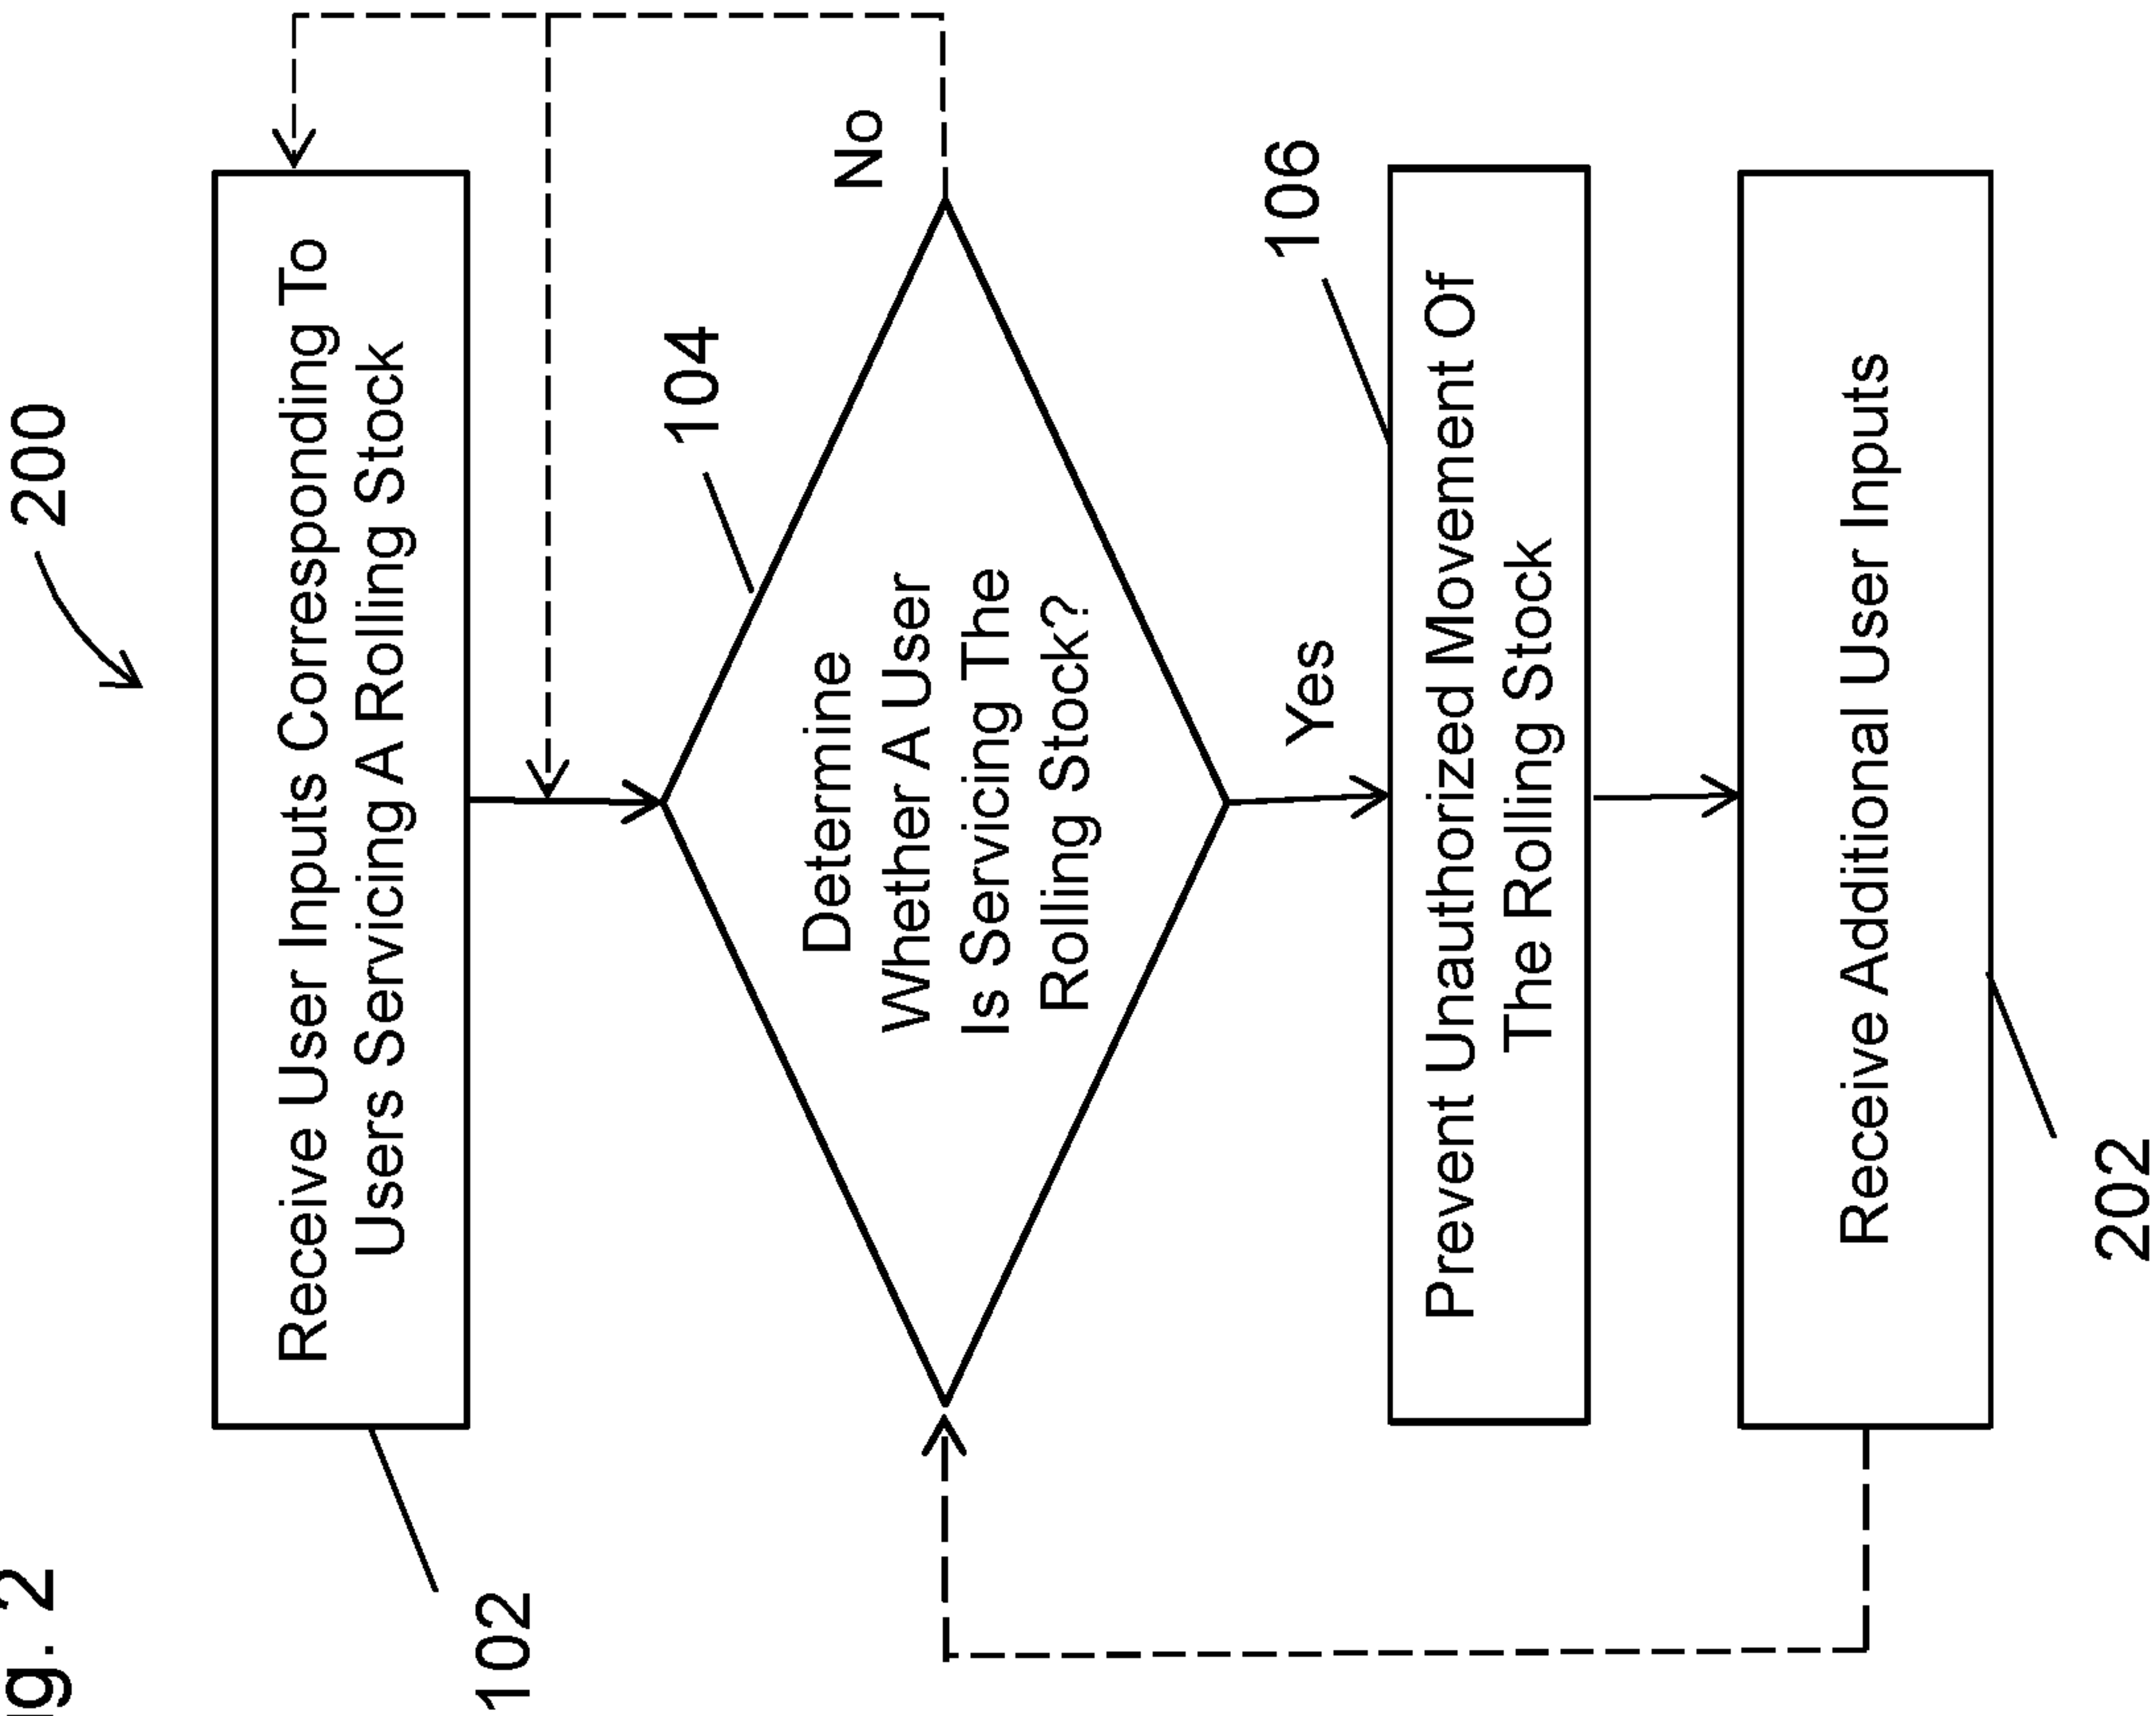 200
Receive User Inputs Corresponding To
Users Servicing A Rolling Stock
102
104
Determine
Whether A User
Is Servicing The
Rolling Stock?
No
Yes
106
Prevent Unauthorized Movement Of
The Rolling Stock
Receive Additional User Inputs
202
2